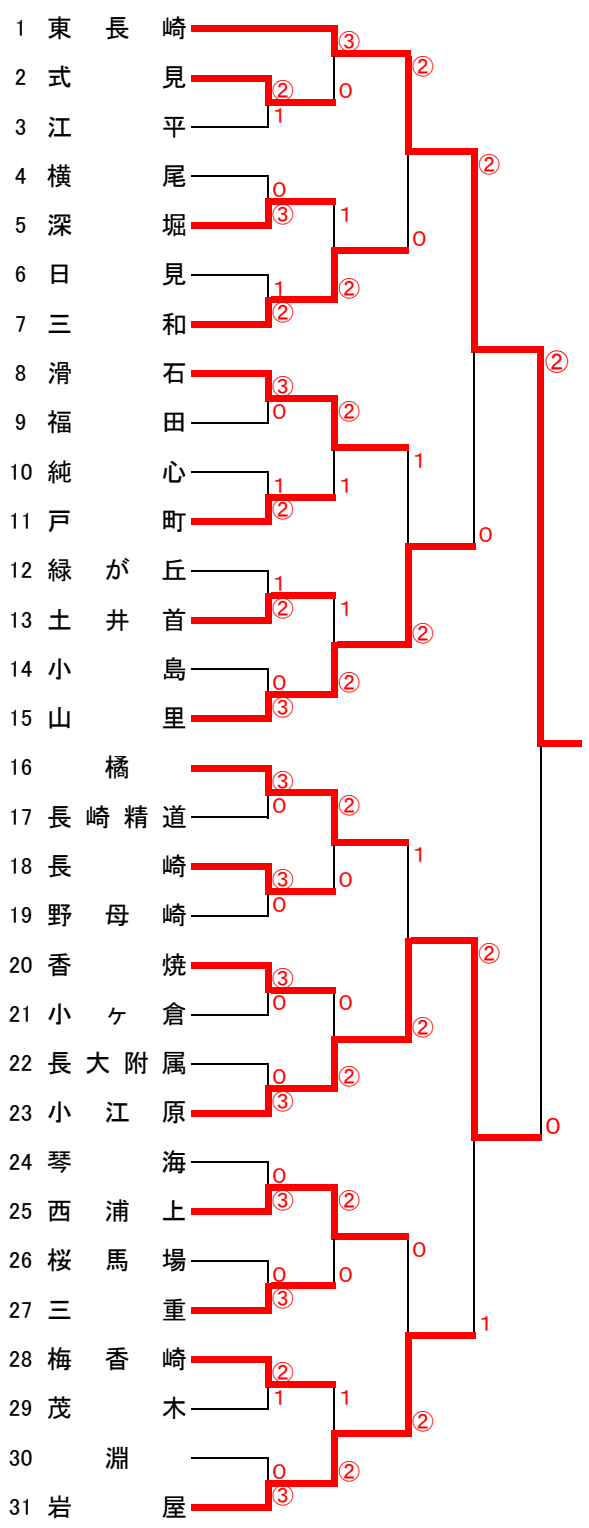 1 東長崎
③
②
2 式見
②
0
3 江平
1
②
4 横尾
0
5 深堀
③
1
0
6 日見
1
②
7 三和
②
②
8 滑石
③
9 福田
0
②
1
10 純心
1
1
11 戸町
②
0
12 緑が丘
1
13 土井首
②
1
②
14 小島
0
②
15 山里
③
16 橘
③
17 長崎精道
0
②
1
18 長崎
③
0
19 野母崎
0
②
20 香焼
③
21 小ヶ倉
0
0
②
22 長大附属
0
②
23 小江原
③
0
24 琴海
0
25 西浦上
③
②
0
26 桜馬場
0
0
27 三重
③
1
28 梅香崎
②
29 茂木
1
1
②
30 淵
0
②
31 岩屋
③